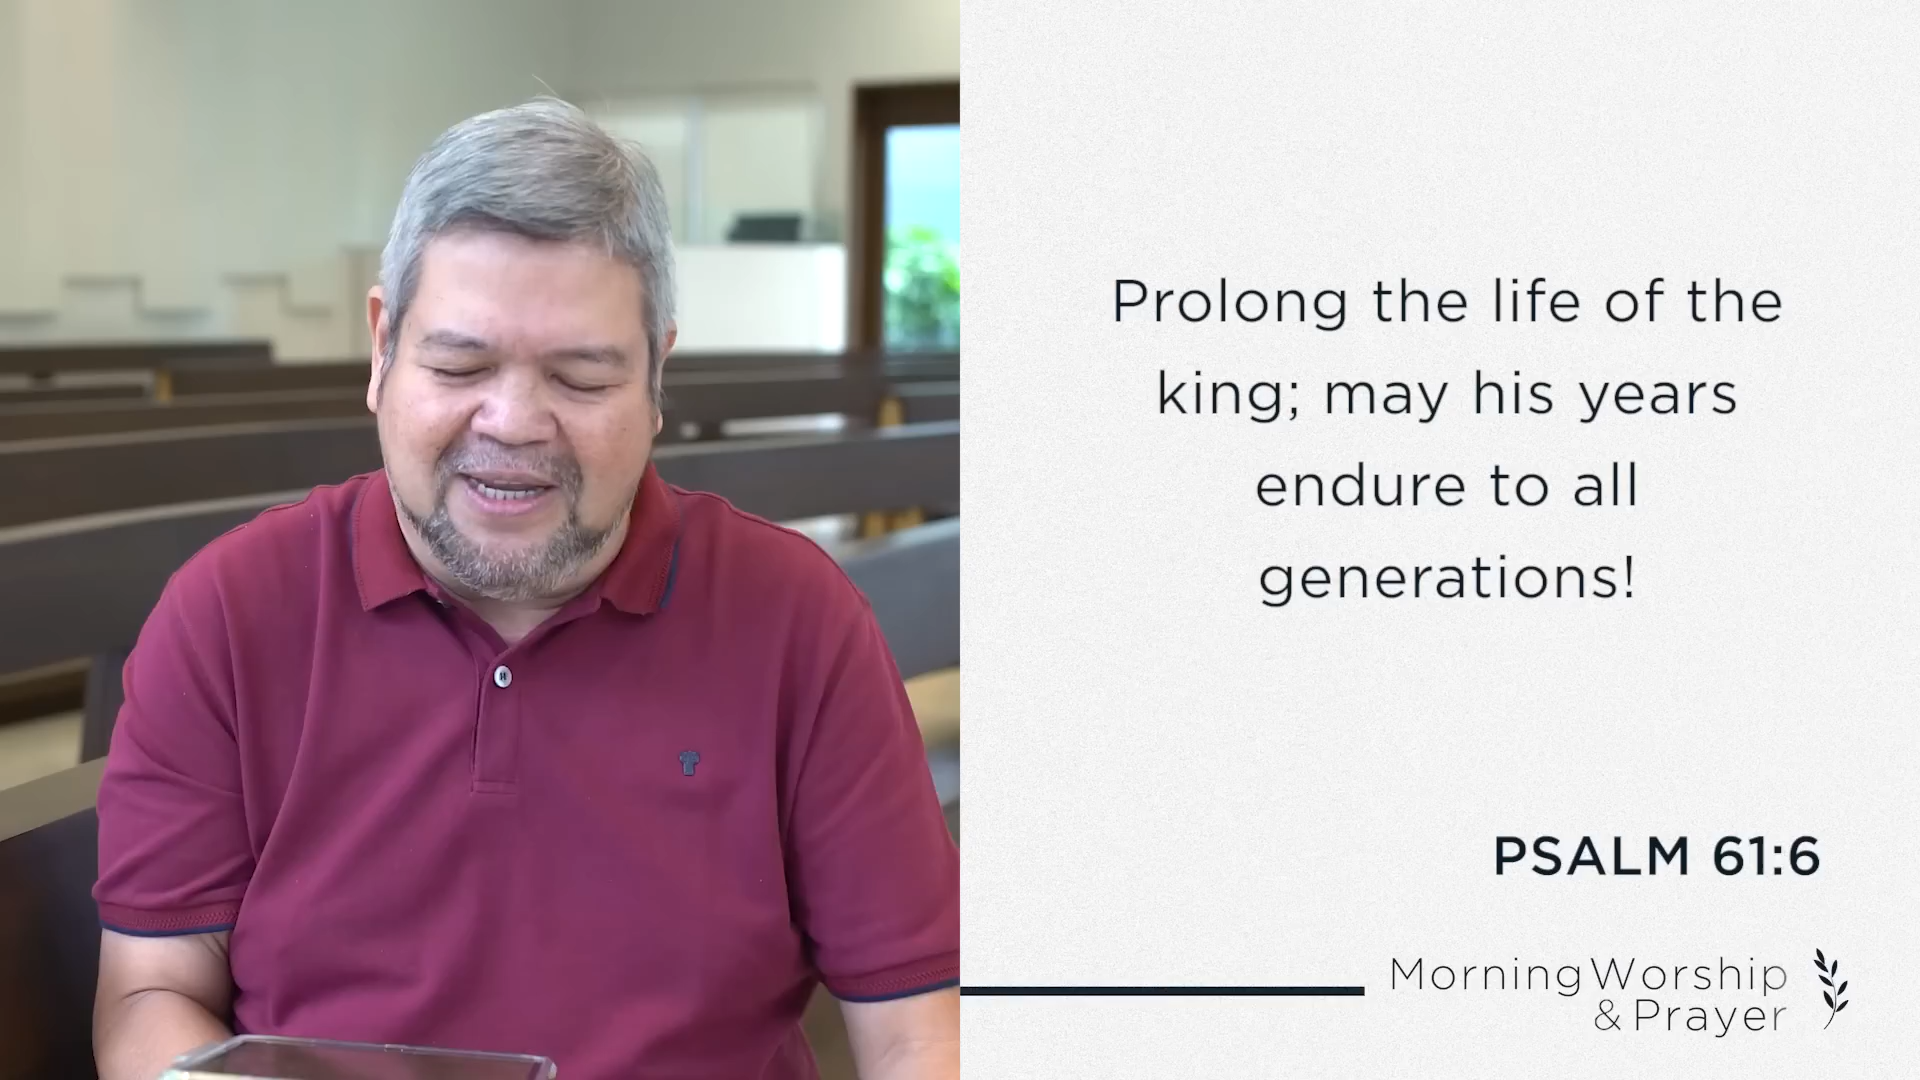 Prolong the life of the
king; may his years
endure to all
generations!
PSALM 61:6
Morning Worship
& Prayer